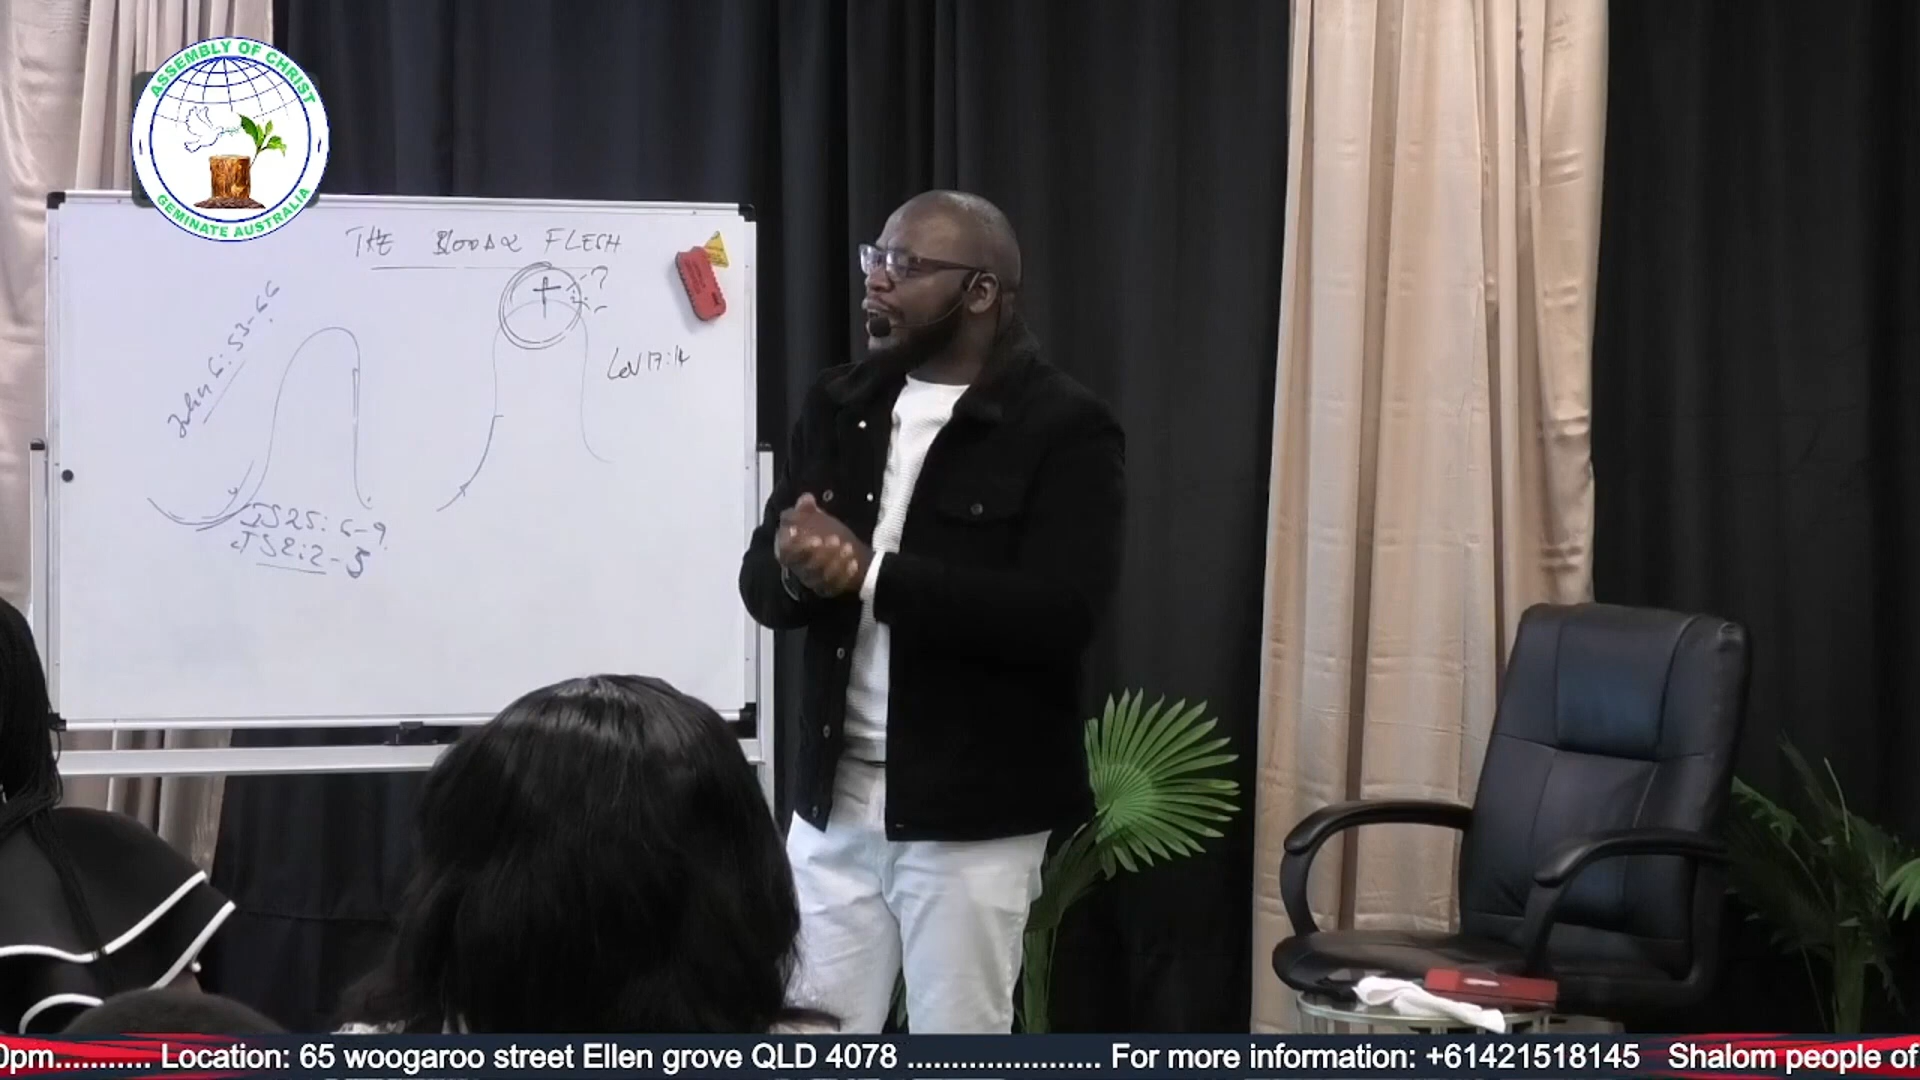 ASSEMBLY OF CHRIST
GEMINATE AUSTRALIA
THE BLOOD & FLESH
?
John 6:53-66
Lev 17:14
IS 25:6-9
IS 2:2-5
0pm........... Location: 65 woogaroo street Ellen grove QLD 4078 ...................... For more information: +61421518145 Shalom people of